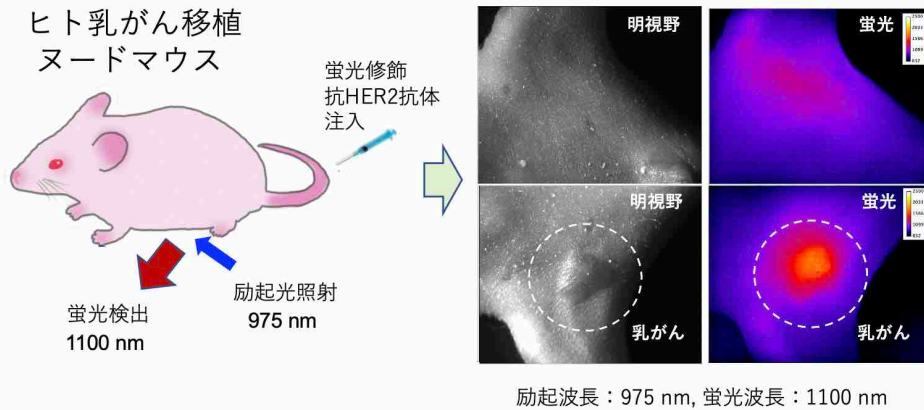 ヒト乳がん移植
ヌードマウス
蛍光修飾
抗HER2抗体
注入
蛍光検出
1100 nm
励起光照射
975 nm
明視野
蛍光
明視野
乳がん
蛍光
乳がん
励起波長：975 nm, 蛍光波長：1100 nm